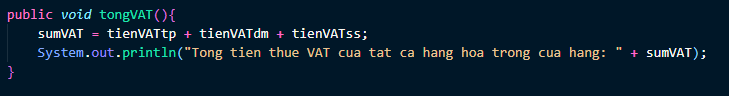 public void tongVAT(){
    sumVAT = tienVATtp + tienVATdm + tienVATss;
    System.out.println("Tong tien thue VAT cua tat ca hang hoa trong cua hang: " + sumVAT);
}